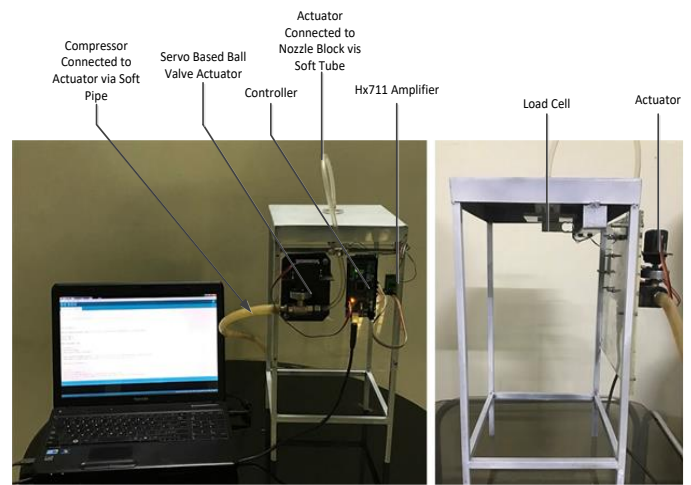 Actuator
Connected to
Nozzle Block vis
Soft Tube
Compressor
Connected to
Actuator via Soft
Pipe
Servo Based Ball
Valve Actuator
Controller
Hx711 Amplifier
Load Cell
Actuator